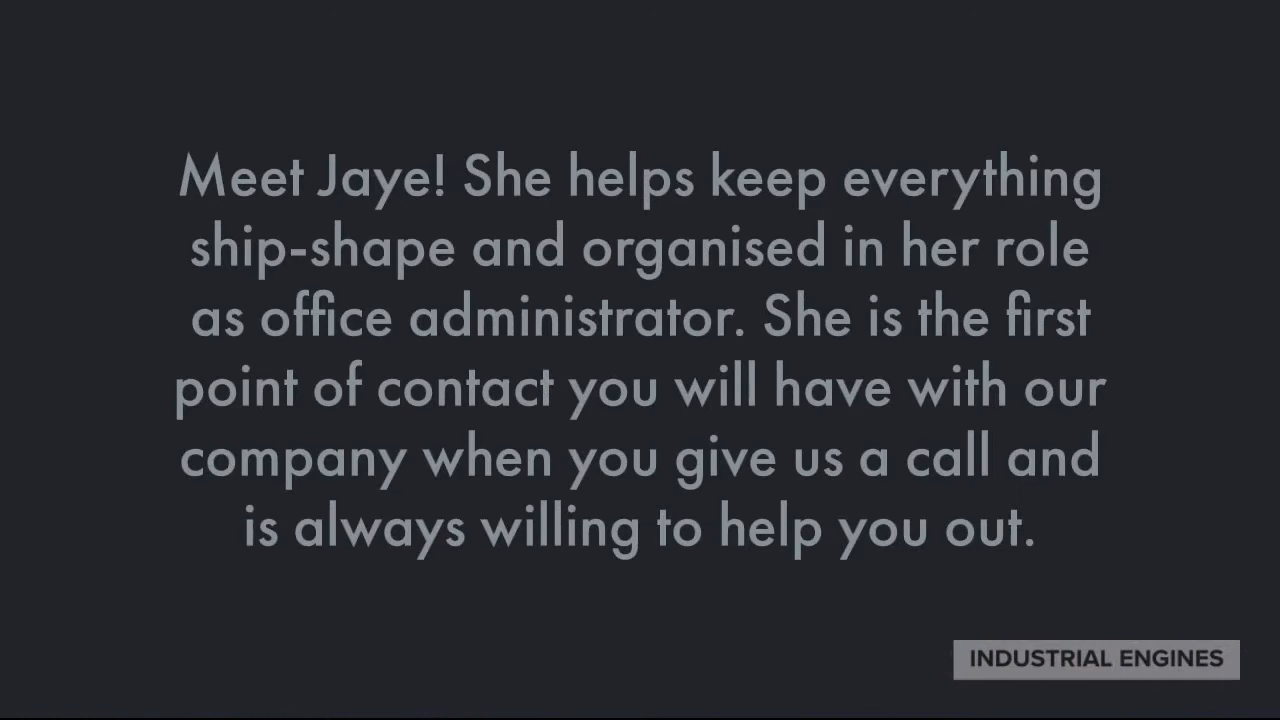 Meet Jaye! She helps keep everything
ship-shape and organised in her role
as office administrator. She is the first
point of contact you will have with our
company when you give us a call and
is always willing to help you out.
INDUSTRIAL ENGINES